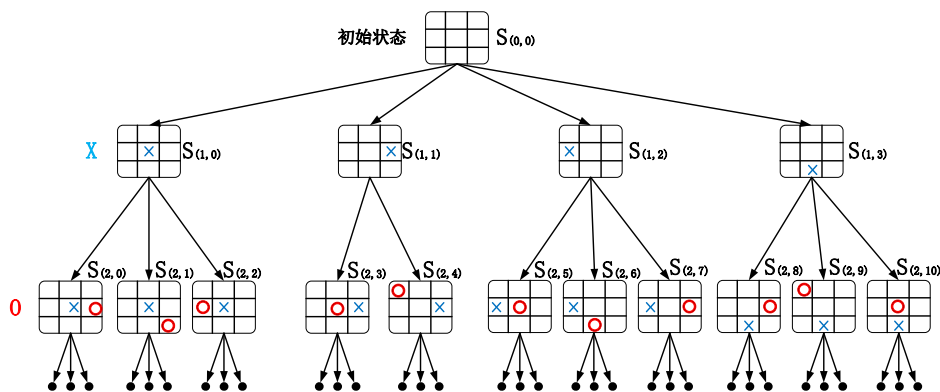 初始状态 S(0,0)
X S(1,0) S(1,1) S(1,2) S(1,3)
S(2,0) S(2,1) S(2,2) S(2,3) S(2,4) S(2,5) S(2,6) S(2,7) S(2,8) S(2,9) S(2,10)
O